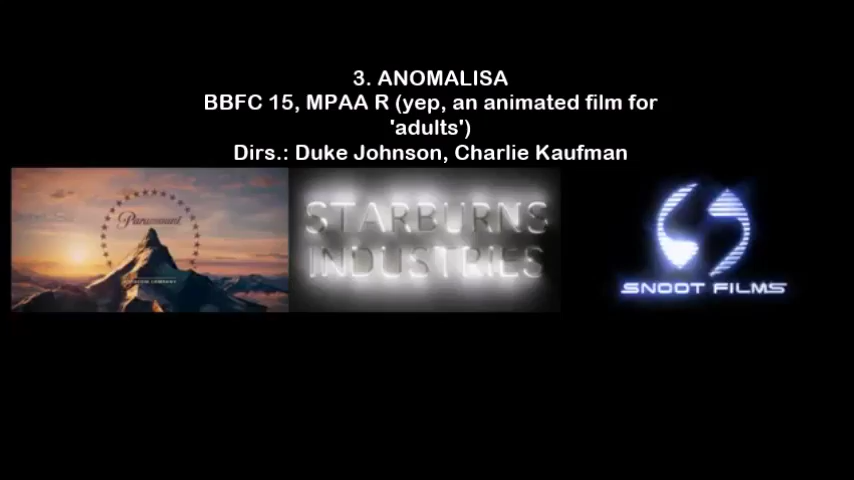 3. ANOMALISA
BBFC 15, MPAA R (yep, an animated film for
'adults')
Dirs.: Duke Johnson, Charlie Kaufman
Paramount
STARBURNS
INDUSTRIES
SNOOT FILMS